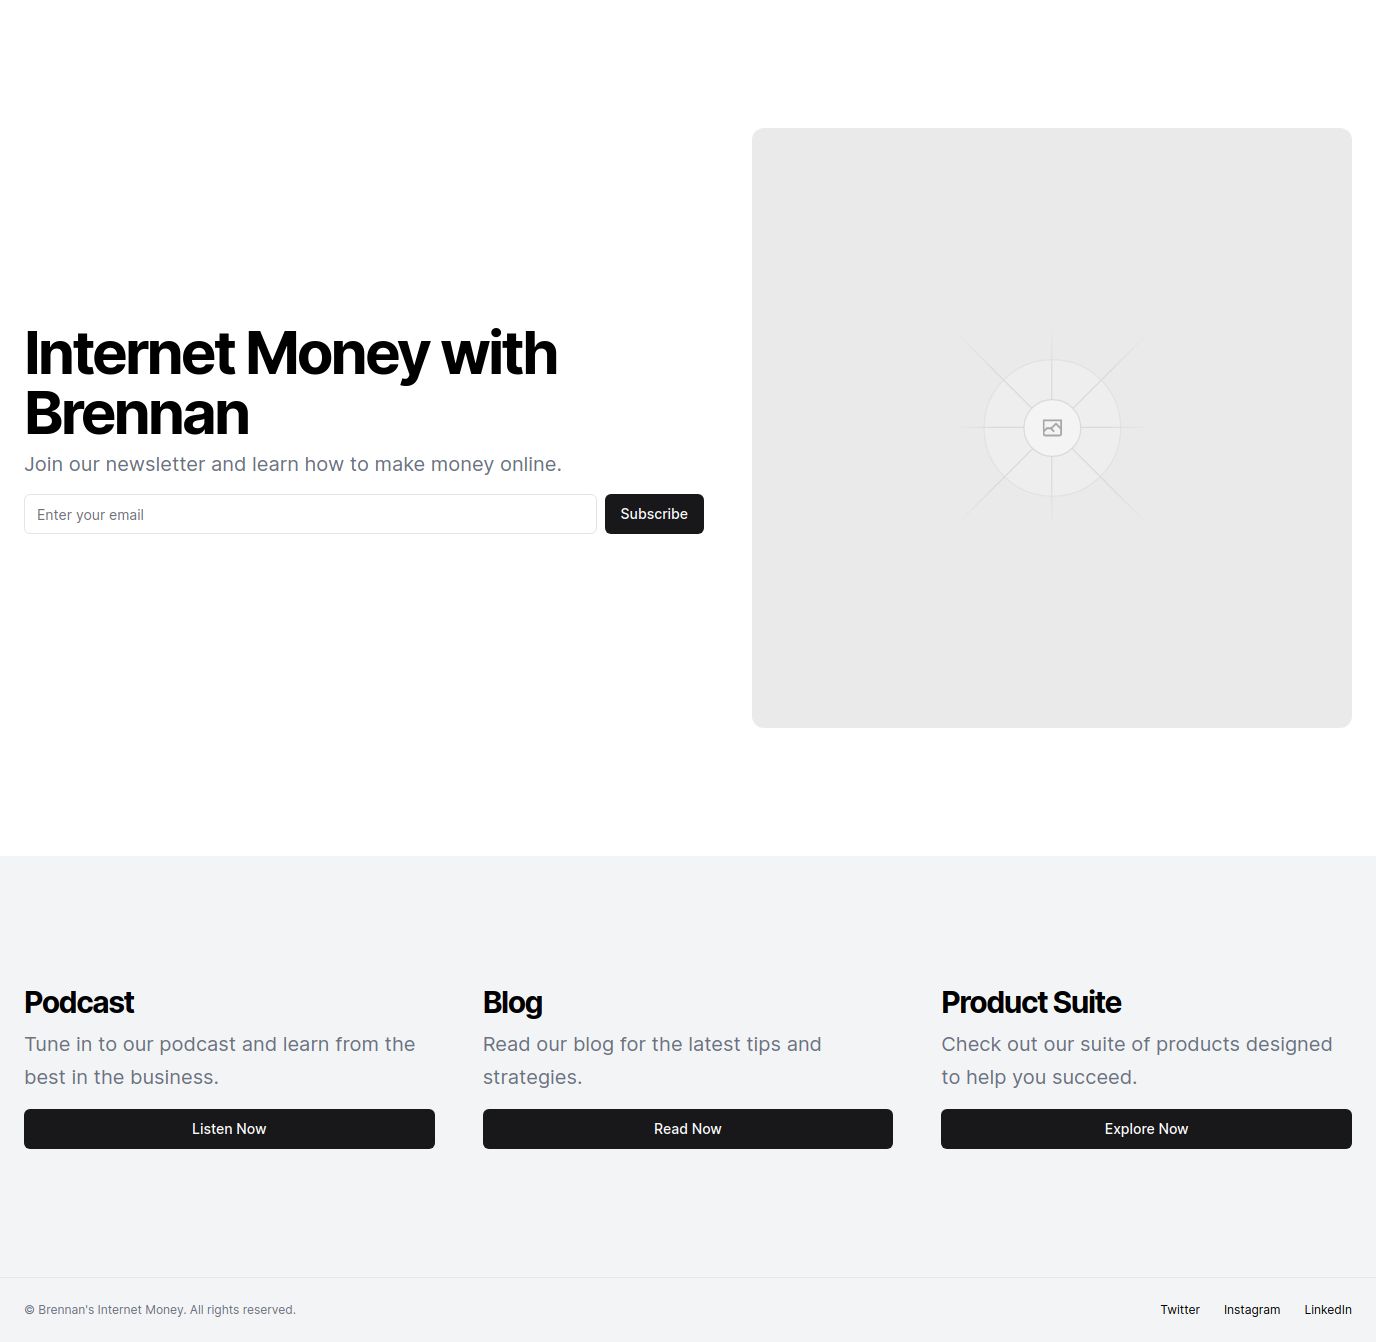 Internet Money with
Brennan
Join our newsletter and learn how to make money online.
Enter your email
Subscribe
Podcast
Tune in to our podcast and learn from the
best in the business.
Listen Now
Blog
Read our blog for the latest tips and
strategies.
Read Now
Product Suite
Check out our suite of products designed
to help you succeed.
Explore Now
© Brennan's Internet Money. All rights reserved.
Twitter
Instagram
LinkedIn